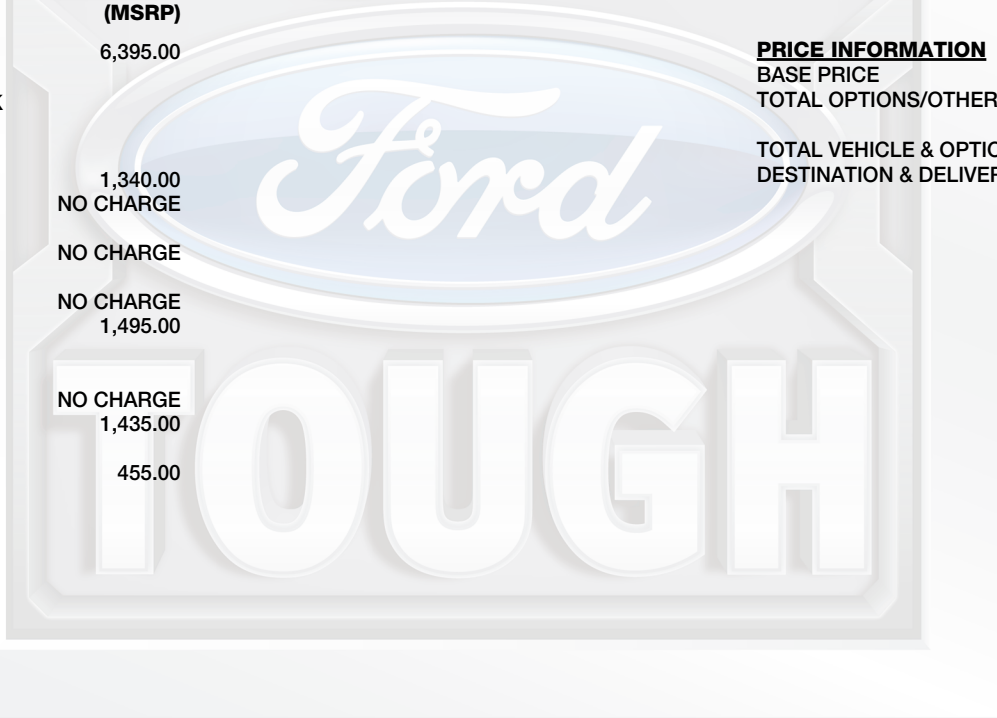 (MSRP)
6,395.00
1,340.00
NO CHARGE
NO CHARGE
NO CHARGE
1,495.00
NO CHARGE
1,435.00
455.00
PRICE INFORMATION
BASE PRICE
TOTAL OPTIONS/OTHER
TOTAL VEHICLE & OPTIO
DESTINATION & DELIVER
Ford
TOUGH